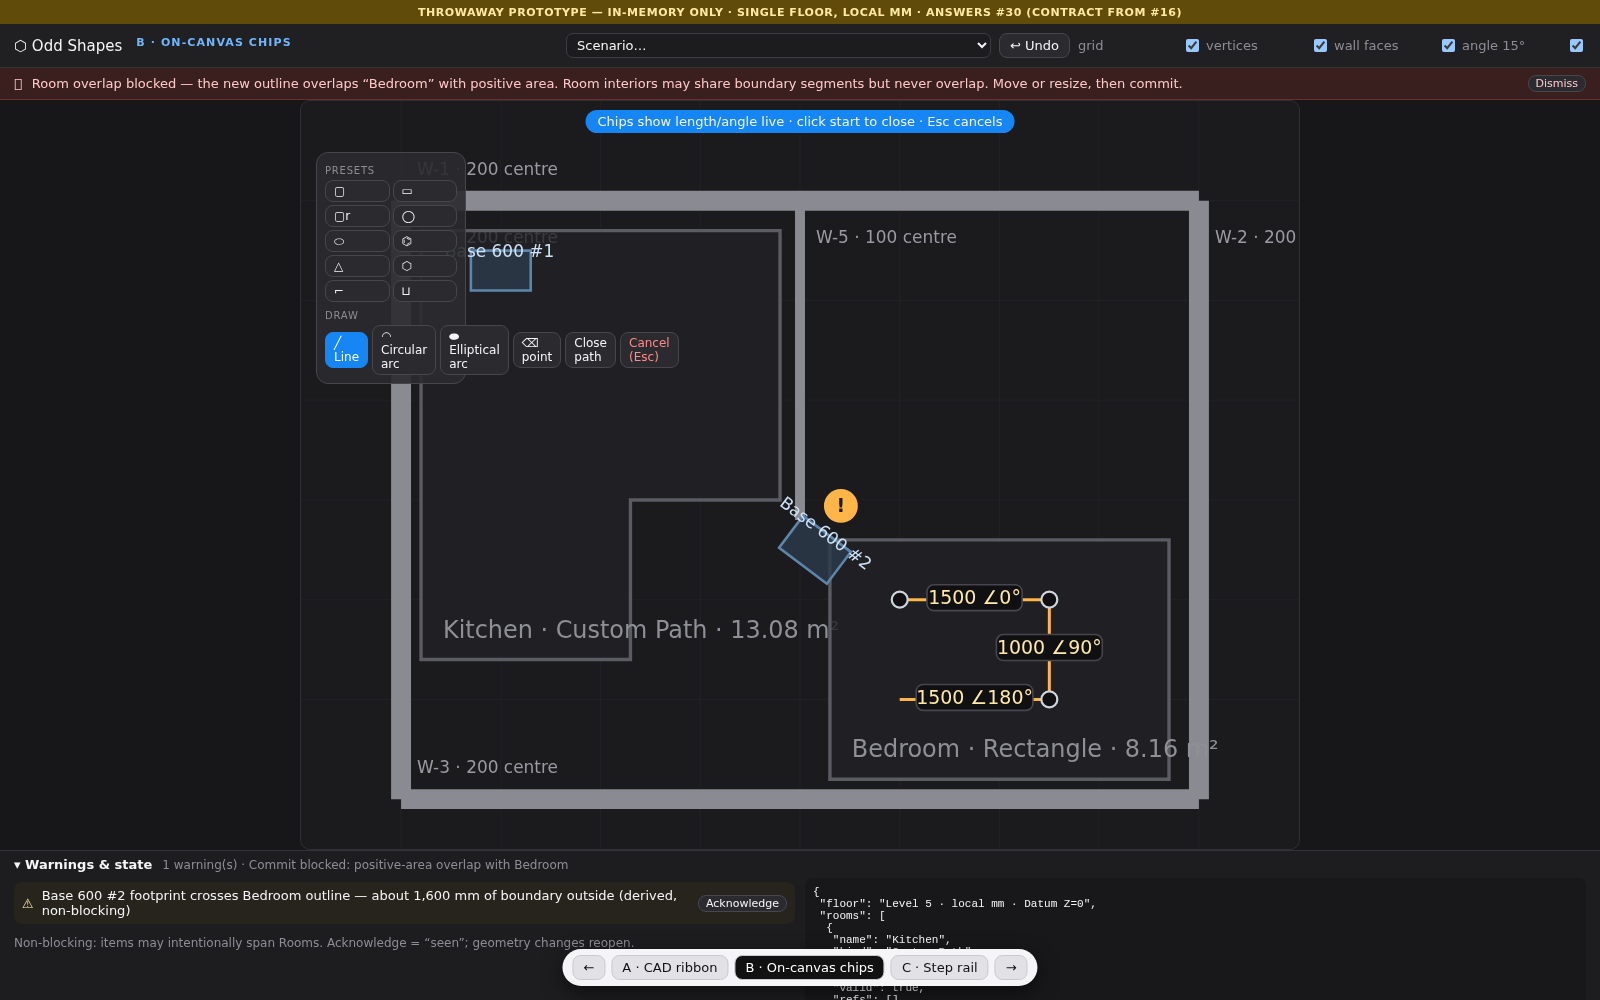 THROWAWAY PROTOTYPE — IN-MEMORY ONLY · SINGLE FLOOR, LOCAL MM · ANSWERS #30 (CONTRACT FROM #16)
⬡ Odd Shapes B · ON-CANVAS CHIPS Scenario… ↩ Undo grid vertices wall faces angle 15°
Room overlap blocked — the new outline overlaps “Bedroom” with positive area. Room interiors may share boundary segments but never overlap. Move or resize, then commit. Dismiss
Chips show length/angle live · click start to close · Esc cancels
PRESETS
▢r
DRAW
Line
Circular arc
Elliptical arc
⌫ point
Close path
Cancel (Esc)
W-1 · 200 centre
200 centre
Base 600 #1
W-5 · 100 centre
W-2 · 200
!
Base 600 #2
1500 ∠0°
1000 ∠90°
1500 ∠180°
Kitchen · Custom Path · 13.08 m²
Bedroom · Rectangle · 8.16 m²
W-3 · 200 centre
▾ Warnings & state 1 warning(s) · Commit blocked: positive-area overlap with Bedroom
⚠ Base 600 #2 footprint crosses Bedroom outline — about 1,600 mm of boundary outside (derived,
non-blocking)
Acknowledge
Non-blocking: items may intentionally span Rooms. Acknowledge = “seen”; geometry changes reopen.
{
"floor": "Level 5 · local mm · Datum Z=0",
"rooms": [
{
"name": "Kitchen",
"valid": true,
"refs": []
← A · CAD ribbon B · On-canvas chips C · Step rail →